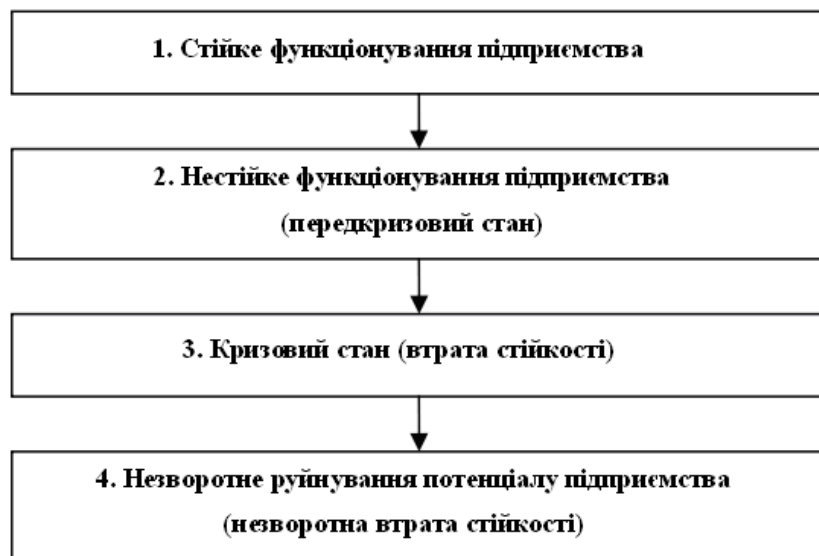 1. Стійке функціонування підприємства
2. Нестійке функціонування підприємства
(передкризовий стан)
3. Кризовий стан (втрата стійкості)
4. Незворотне руйнування потенціалу підприємства
(незворотна втрата стійкості)